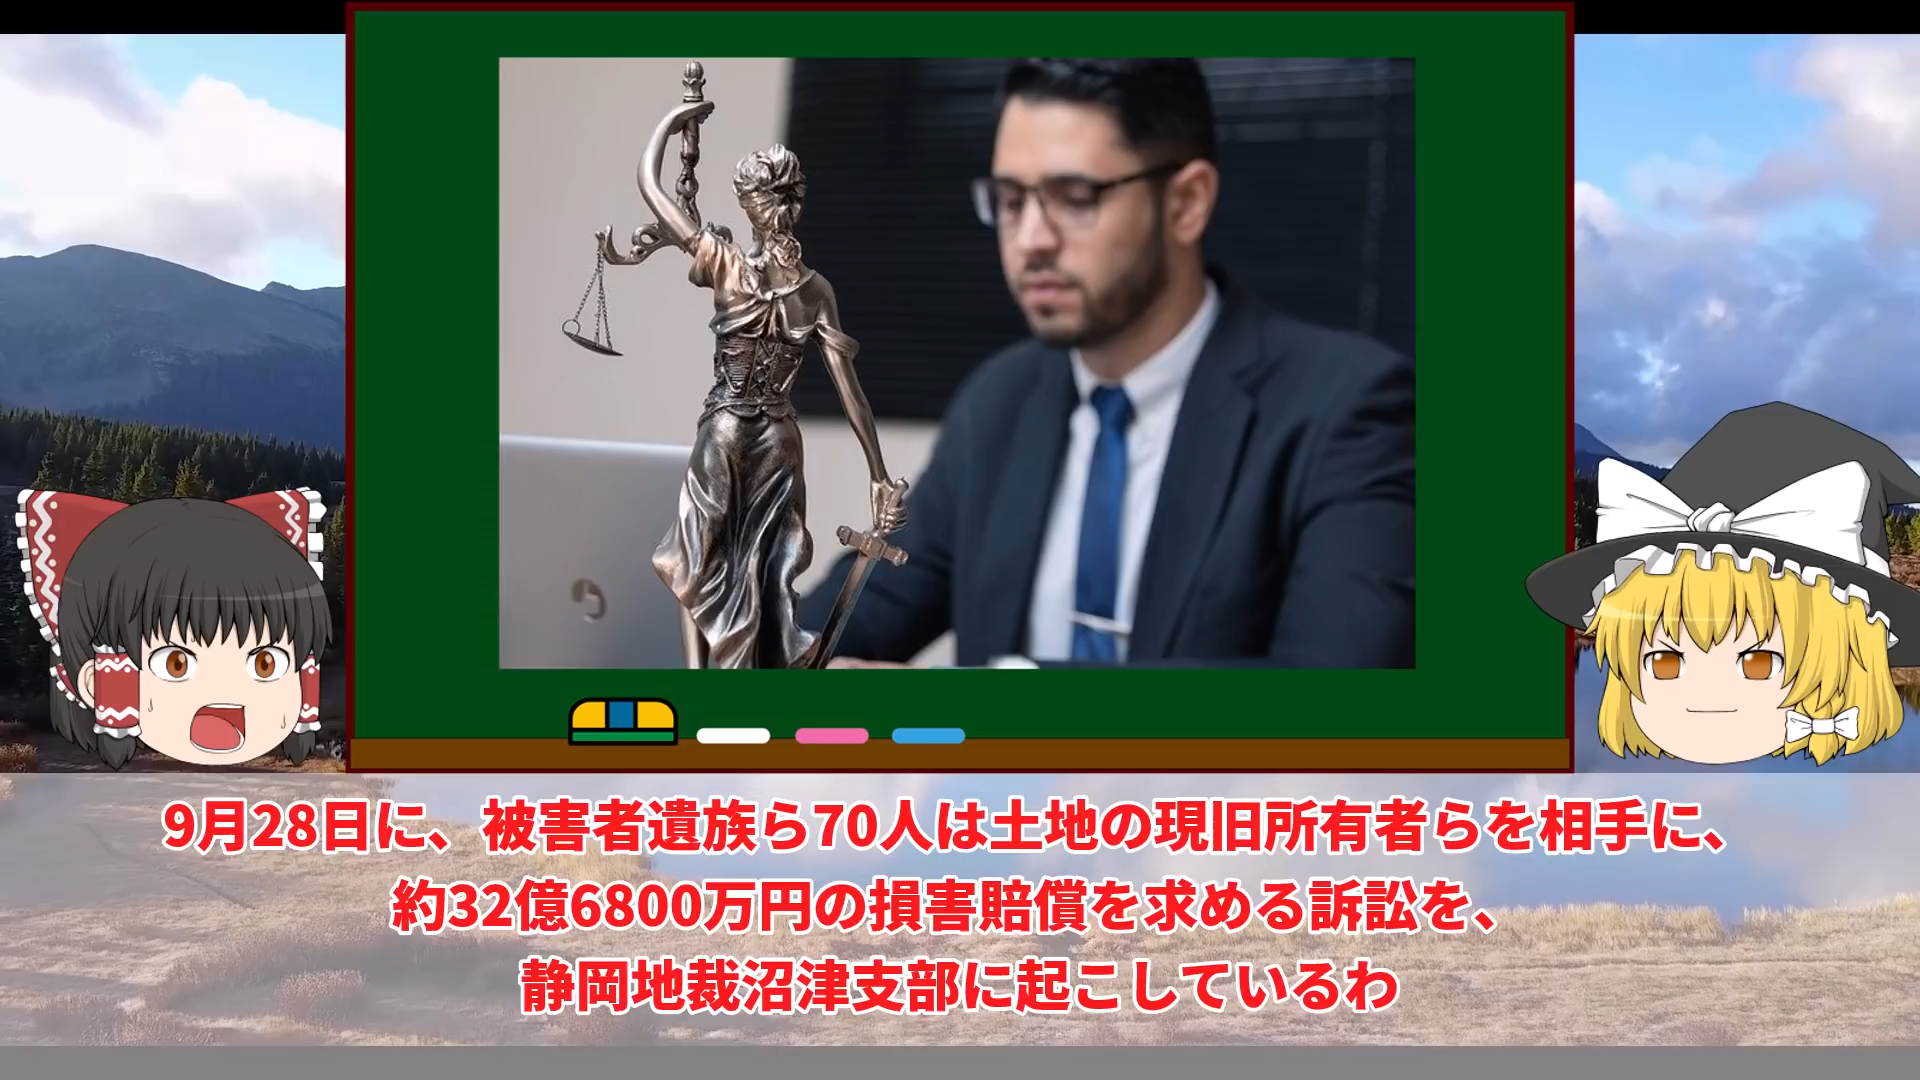 9月28日に、被害者遺族ら70人は土地の現旧所有者らを相手に、
約32億6800万円の損害賠償を求める訴訟を、
静岡地裁沼津支部に起こしているわ